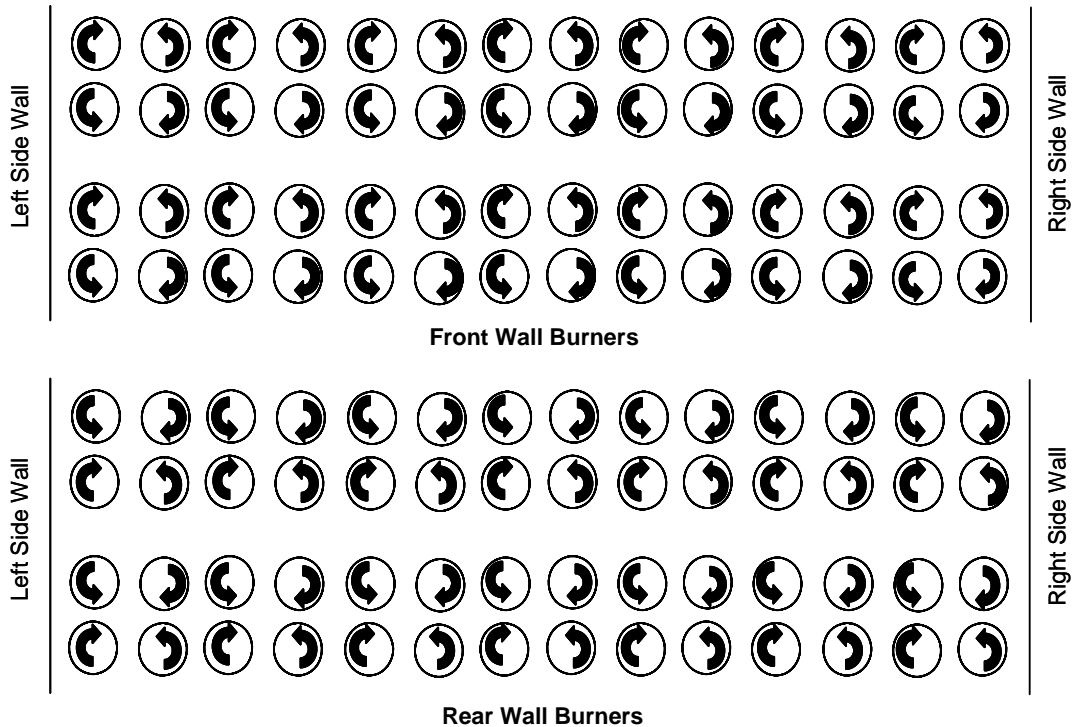 Left Side Wall
Right Side Wall
Front Wall Burners
Left Side Wall
Right Side Wall
Rear Wall Burners